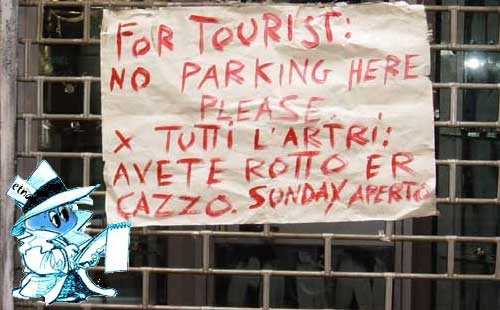 FOR TOURIST:
NO PARKING HERE
PLEASE.
X TUTTI L'ARTRI:
AVETE ROTTO ER
CAZZO. SUNDAY APERTO